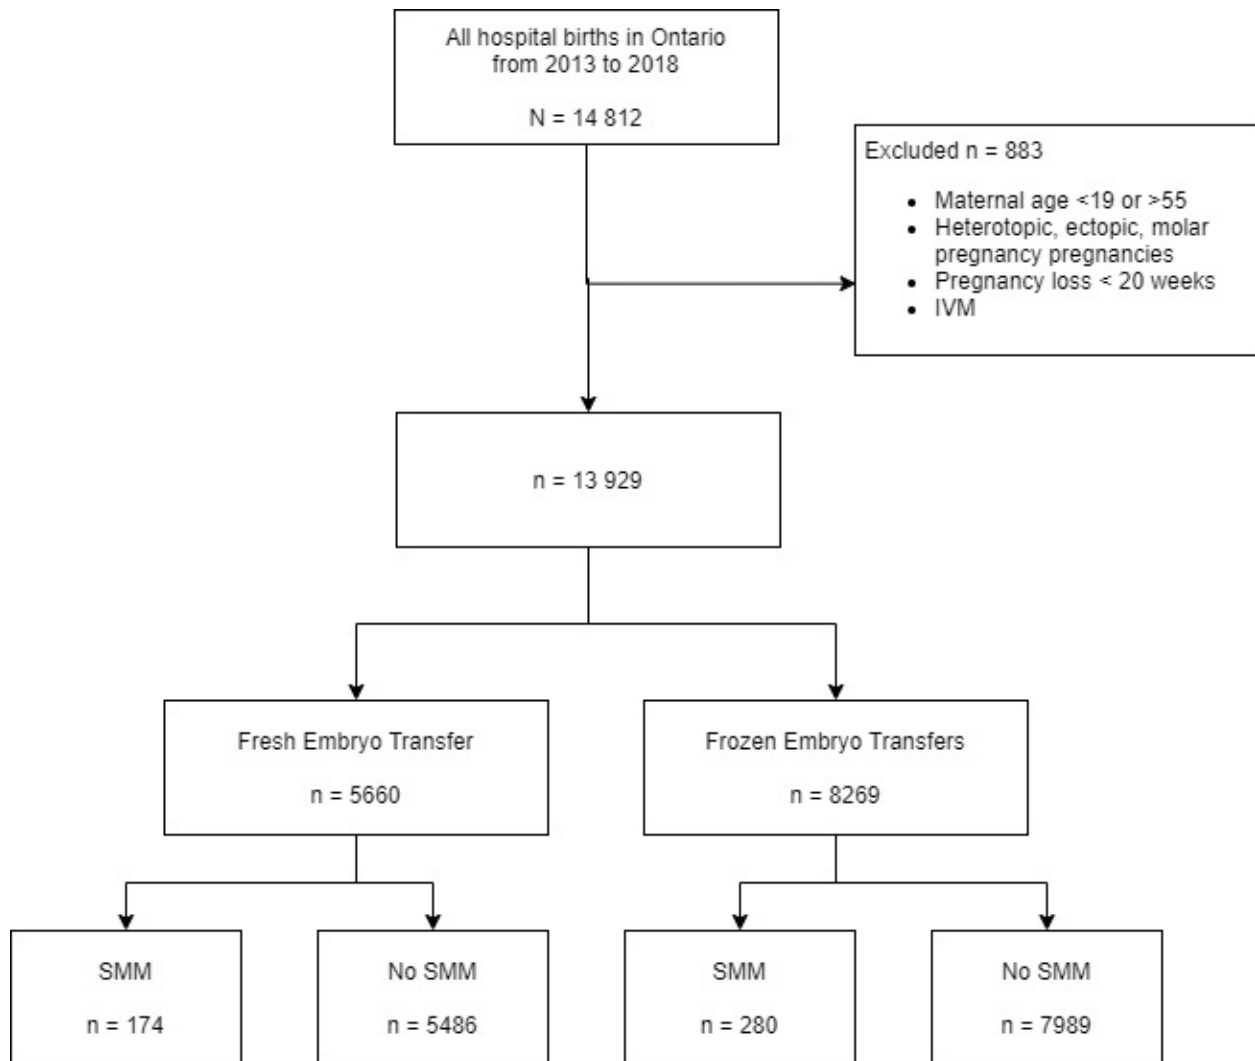 All hospital births in Ontario
from 2013 to 2018
N = 14 812
Excluded n = 883
• Maternal age <19 or >55
• Heterotopic, ectopic, molar
pregnancy pregnancies
• Pregnancy loss < 20 weeks
• IVM
n = 13 929
Fresh Embryo Transfer
n = 5660
Frozen Embryo Transfers
n = 8269
SMM
n = 174
No SMM
n = 5486
SMM
n = 280
No SMM
n = 7989